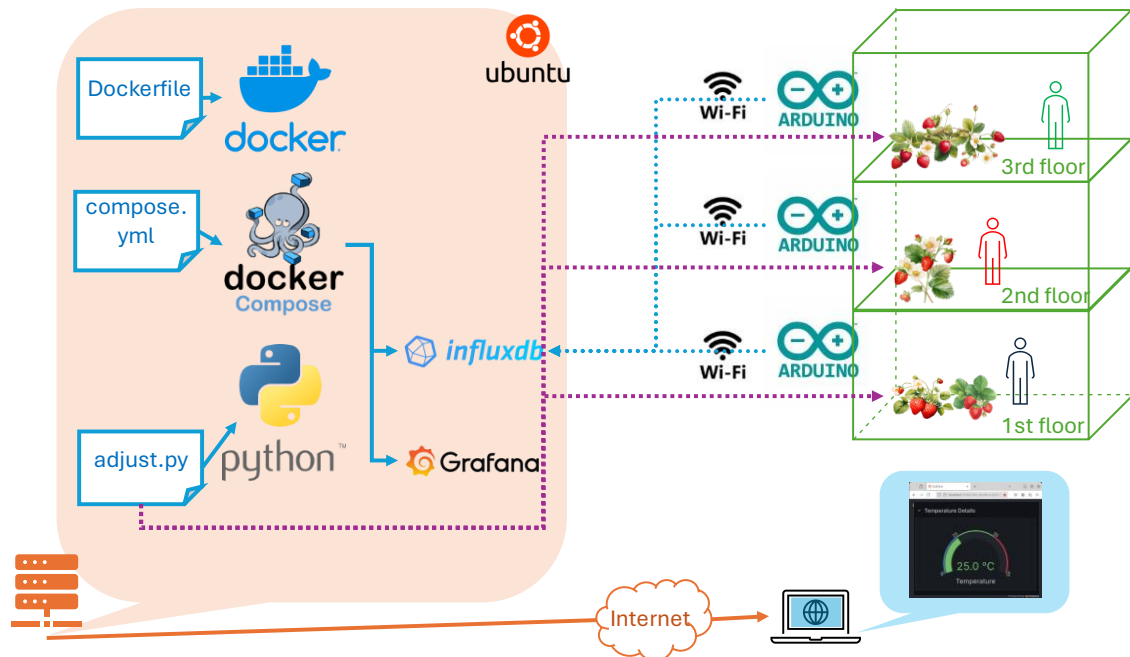 ubuntu
Dockerfile
docker
compose.
yml
docker
Compose
influxdb
python™
adjust.py
Grafana
Wi-Fi
ARDUINO
3rd floor
Wi-Fi
ARDUINO
2nd floor
Wi-Fi
ARDUINO
1st floor
Temperature Details
25.0 °C
Temperature
Internet